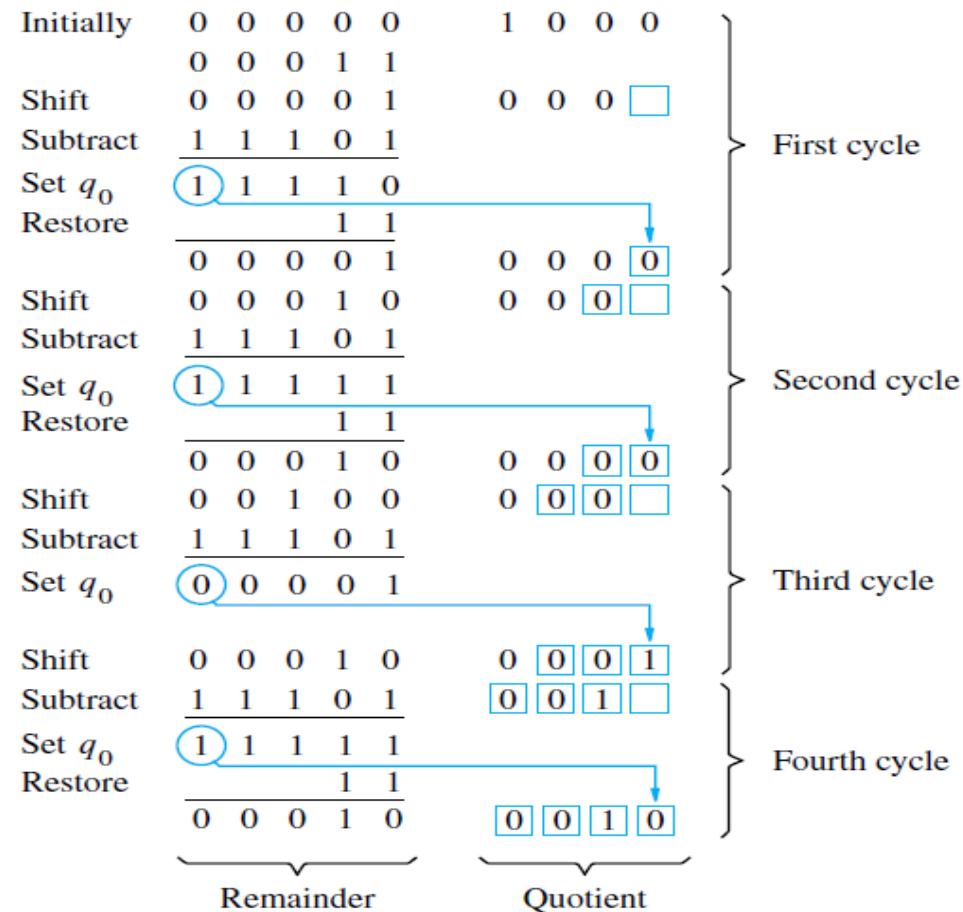 Initially 0 0 0 0 0 1 0 0 0
0 0 0 1 1
Shift 0 0 0 0 1 0 0 0
Subtract 1 1 1 0 1
First cycle
Set q0 1 1 1 1 0
Restore 1 1
0 0 0 0 1 0 0 0 0
Shift 0 0 0 1 0 0 0 0
Subtract 1 1 1 0 1
Set q0 1 1 1 1 1 Second cycle
Restore 1 1
0 0 0 1 0 0 0 0 0
Shift 0 0 1 0 0 0 0 0
Subtract 1 1 1 0 1
Set q0 0 0 0 0 1 Third cycle
Shift 0 0 0 1 0 0 0 0 1
Subtract 1 1 1 0 1 0 0 1
Set q0 1 1 1 1 1 Fourth cycle
Restore 1 1
0 0 0 1 0 0 0 1 0
Remainder Quotient